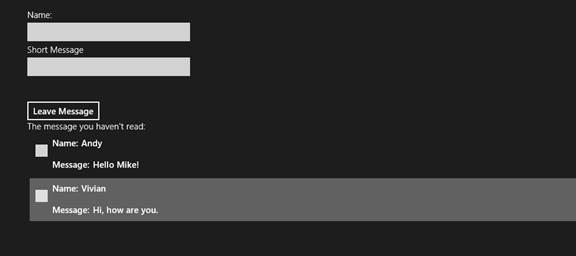 Name:
Short Message
Leave Message
The message you haven't read:
Name: Andy
Message: Hello Mike!
Name: Vivian
Message: Hi, how are you.